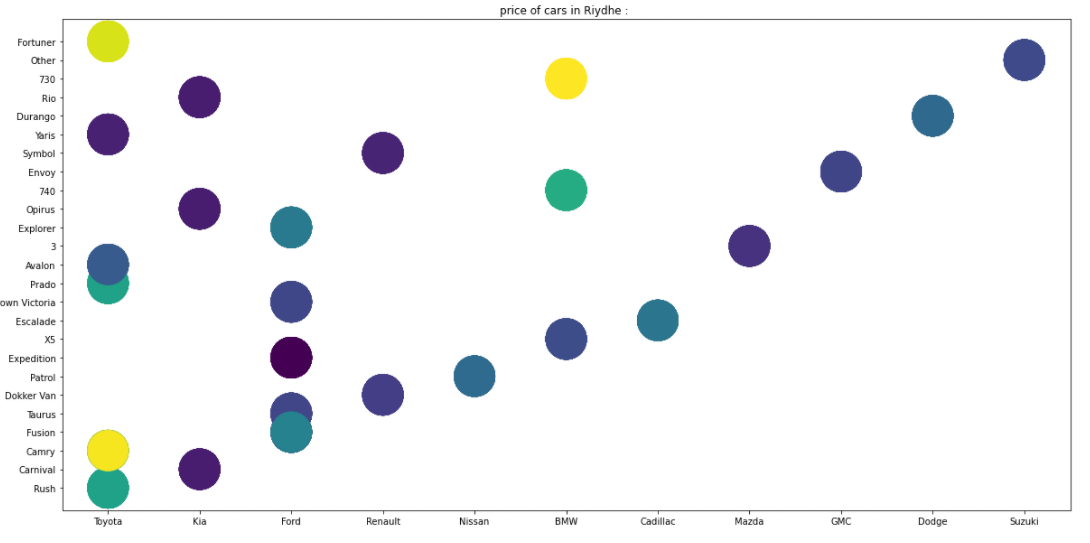 price of cars in Riydhe :
Fortuner
Other
730
Rio
Durango
Yaris
Symbol
Envoy
740
Opirus
Explorer
3
Avalon
Prado
own Victoria
Escalade
X5
Expedition
Patrol
Dokker Van
Taurus
Fusion
Camry
Carnival
Rush
Toyota Kia Ford Renault Nissan BMW Cadillac Mazda GMC Dodge Suzuki